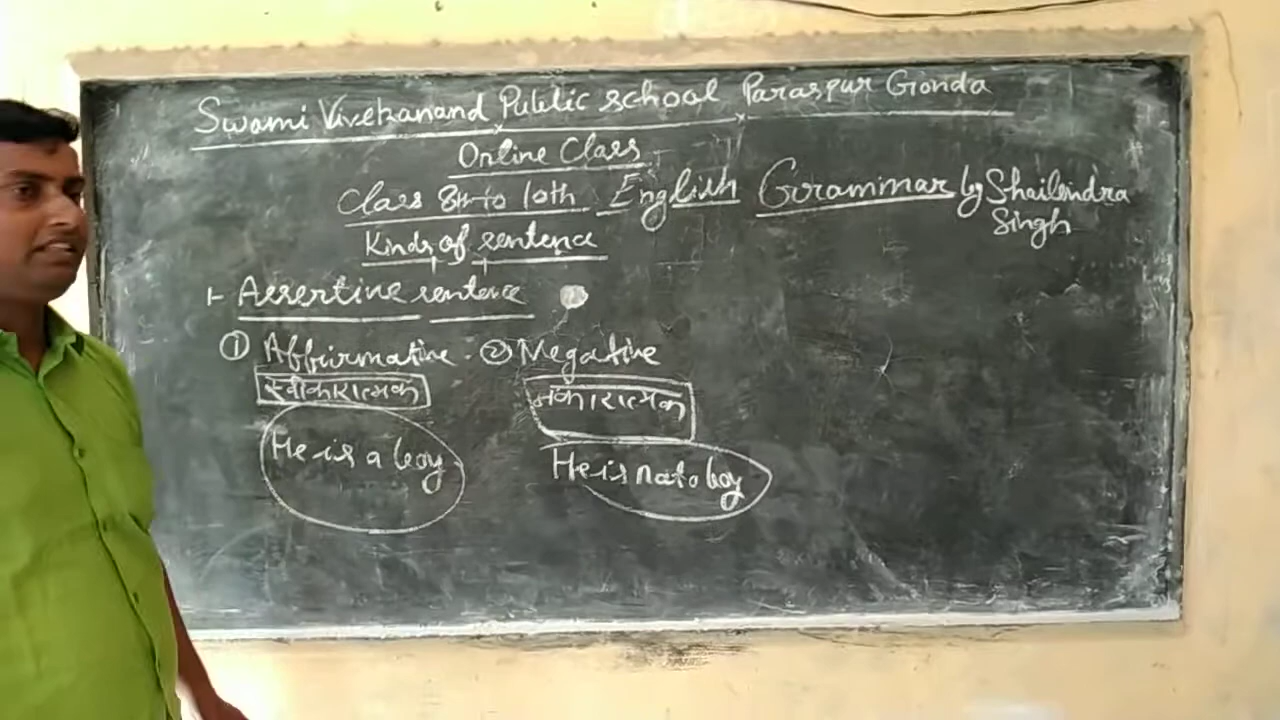 Swami Vivekanand Public school Paraspur Gonda
Online Class
Class 8th to 10th English Grammar by Shailendra Singh
Kinds of sentence
1- Assertive sentence
① Affirmative. ② Negative
स्वीकारात्मक नकारात्मक
He is a boy He is not a boy